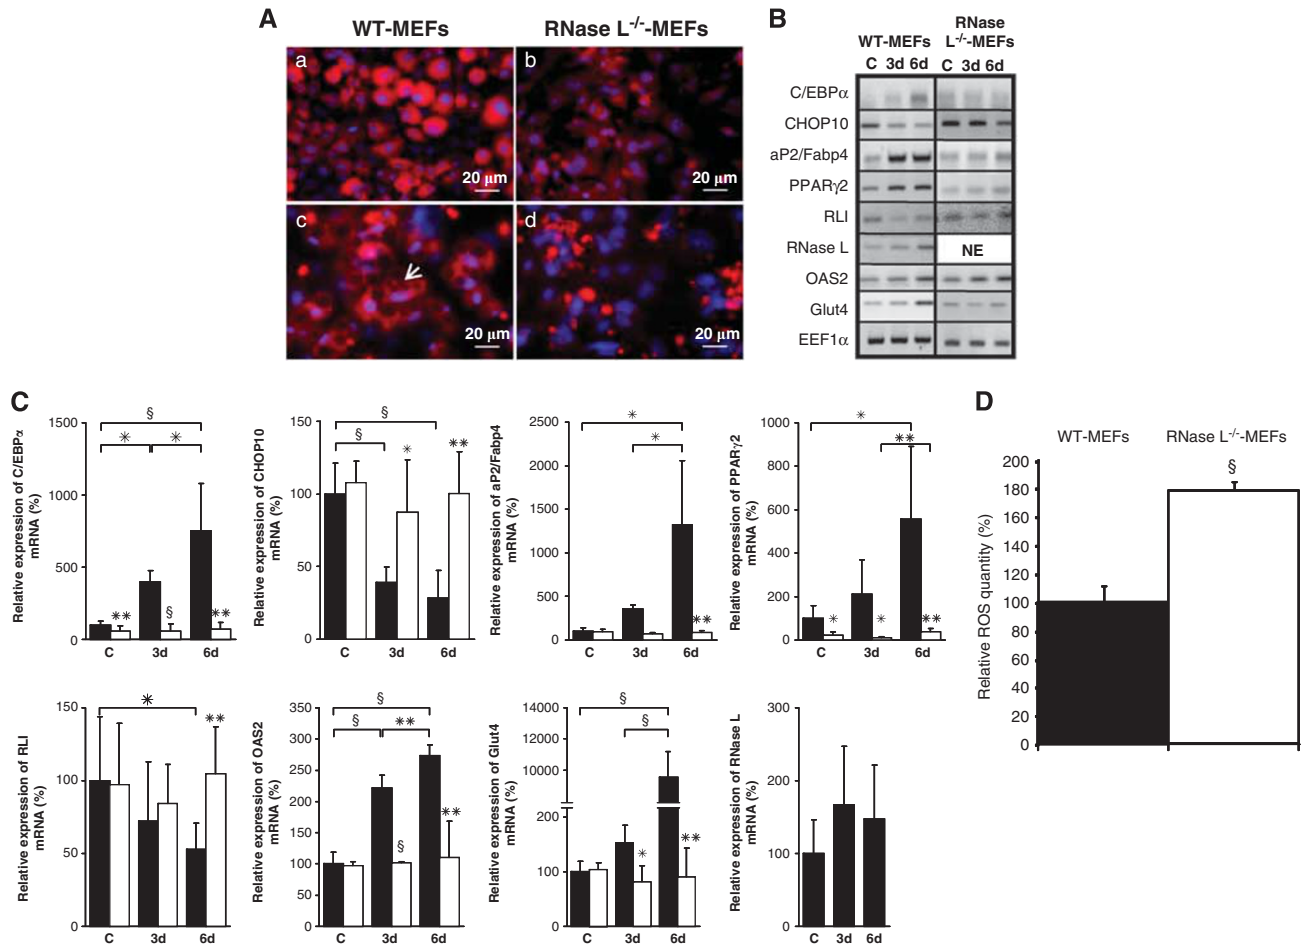 A
WT-MEFs
RNase L-/--MEFs
a
20 μm
b
20 μm
c
20 μm
d
20 μm
B
WT-MEFs
RNase
L-/--MEFs
C 3d 6d
C 3d 6d
C/EBPα
CHOP10
aP2/Fabp4
PPARγ2
RLI
RNase L
NE
OAS2
Glut4
EEF1α
C
Relative expression of C/EBPα
mRNA (%)
1500
1000
500
0
§
* *
** § **
C 3d 6d
Relative expression of CHOP10
mRNA (%)
150
100
50
0
§
§
* **
C 3d 6d
Relative expression of aP2/Fabp4
mRNA (%)
2500
2000
1500
1000
500
0
*
*
**
C 3d 6d
Relative expression of PPARγ2
mRNA (%)
1000
800
600
400
200
0
*
**
* * **
C 3d 6d
Relative expression of RLI
mRNA (%)
150
100
50
0
*
**
C 3d 6d
Relative expression of OAS2
mRNA (%)
350
300
250
200
150
100
50
0
§
§ **
§ **
C 3d 6d
Relative expression of Glut4
mRNA (%)
14000
10000
200
100
0
§
§
* **
C 3d 6d
Relative expression of RNase L
mRNA (%)
300
200
100
0
C 3d 6d
D
WT-MEFs
RNase L-/--MEFs
Relative ROS quantity (%)
200
180
160
140
120
100
80
60
40
20
0
§